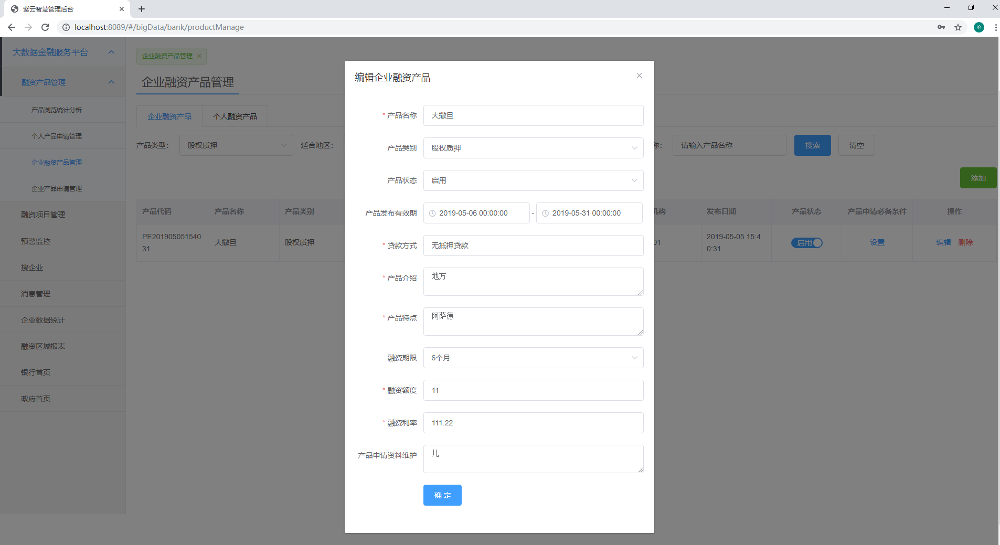 紫云智慧管理后台
localhost:8089/#/bigData/bank/productManage
大数据金融服务平台
融资产品管理
产品浏览统计分析
个人产品申请管理
企业融资产品管理
企业产品申请管理
融资项目管理
预警监控
搜企业
消息管理
企业数据统计
融资区域报表
银行首页
政府首页
企业融资产品管理
企业融资产品管理
企业融资产品 个人融资产品
产品类型： 股权质押 适合地区： 称： 请输入产品名称 搜索 清空
添加
产品代码 产品名称 产品类别 机构 发布日期 产品状态 产品申请必备条件 操作
PE201905051540 大撒旦 股权质押 01 2019-05-05 15:4 启用 设置 编辑 删除
31 0:31
编辑企业融资产品
* 产品名称 大撒旦
产品类别 股权质押
产品状态 启用
产品发布有效期 2019-05-06 00:00:00 - 2019-05-31 00:00:00
* 贷款方式 无抵押贷款
* 产品介绍 地方
* 产品特点 阿萨德
融资期限 6个月
* 融资额度 11
* 融资利率 111.22
产品申请资料维护 儿
确 定